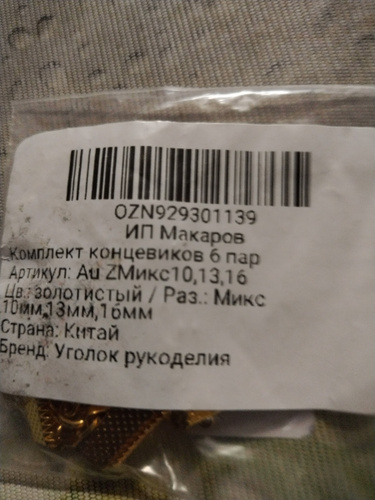 OZN929301139
ИП Макаров
Комплект концевиков 6 пар
Артикул: Au ZМикс10,13,16
Цв.: золотистый / Раз.: Микс
10мм,13мм,16мм
Страна: Китай
Бренд: Уголок рукоделия